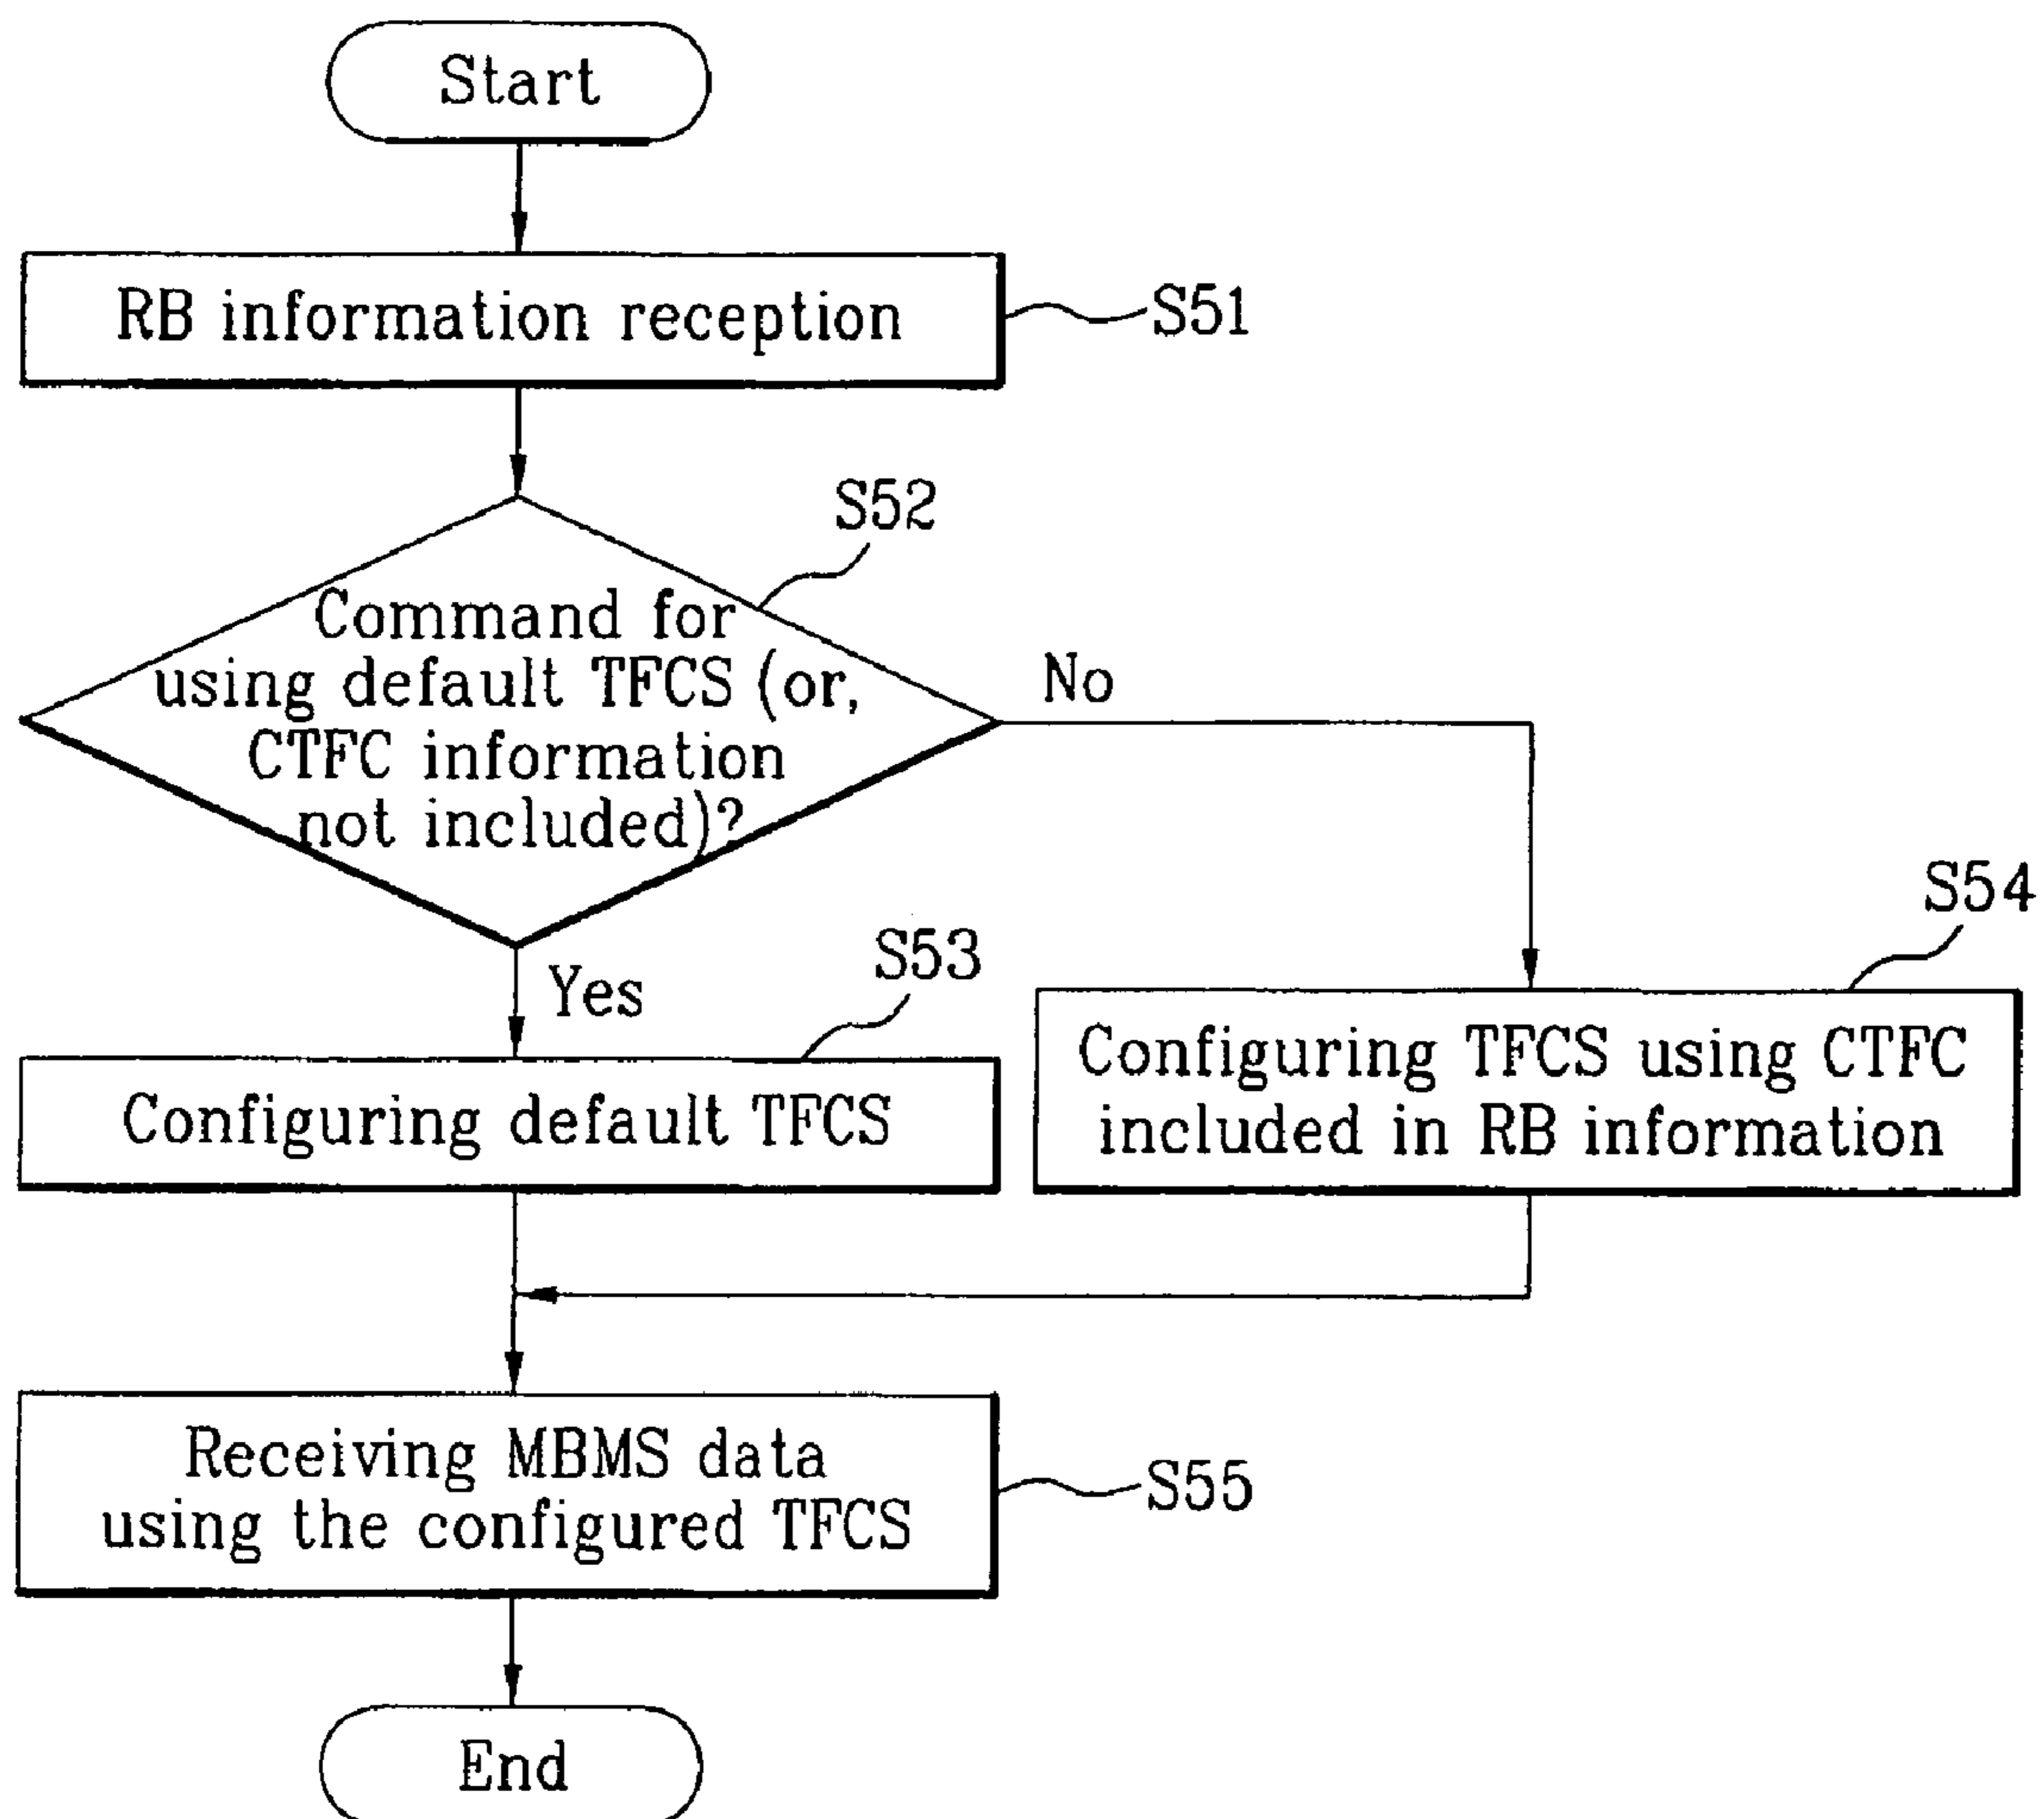 Start
RB information reception
S51
S52
Command for
using default TFCS (or,
CTFC information
not included)?
No
Yes
S53
Configuring default TFCS
S54
Configuring TFCS using CTFC
included in RB information
Receiving MBMS data
using the configured TFCS
S55
End